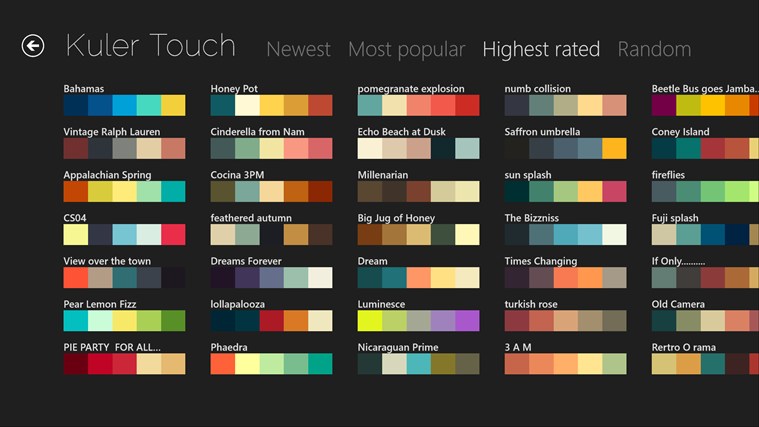 Kuler Touch Newest Most popular Highest rated Random
Bahamas Honey Pot pomegranate explosion numb collision Beetle Bus goes Jamba...
Vintage Ralph Lauren Cinderella from Nam Echo Beach at Dusk Saffron umbrella Coney Island
Appalachian Spring Cocina 3PM Millenarian sun splash fireflies
CS04 feathered autumn Big Jug of Honey The Bizzniss Fuji splash
View over the town Dreams Forever Dream Times Changing If Only..........
Pear Lemon Fizz lollapalooza Luminesce turkish rose Old Camera
PIE PARTY FOR ALL... Phaedra Nicaraguan Prime 3 A M Rertro O rama